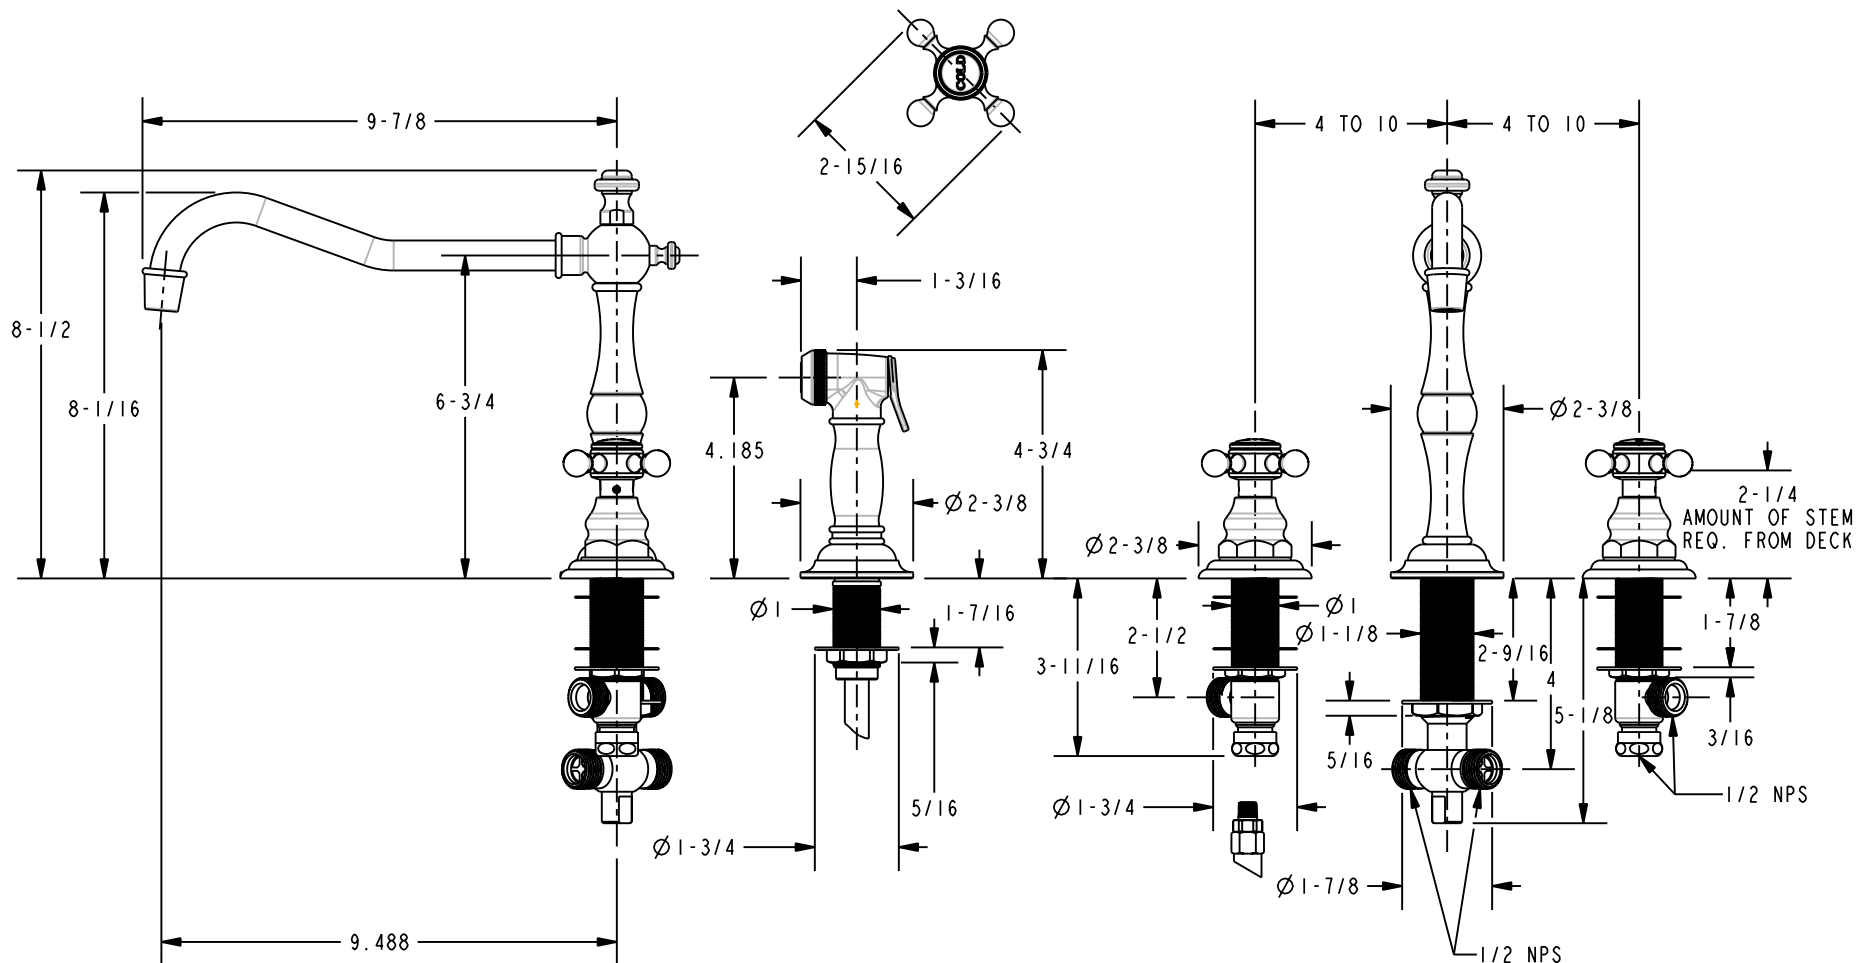 COLD
9-7/8
4 TO 10
4 TO 10
2-15/16
1-3/16
8-1/2
8-1/16
6-3/4
4.185
4-3/4
Ø2-3/8
Ø2-3/8
Ø2-3/8
2-1/4
AMOUNT OF STEM
REQ. FROM DECK
Ø1
1-7/16
2-1/2
3-11/16
Ø1
Ø1-1/8
2-9/16
4
5-1/8
1-7/8
3/16
5/16
5/16
Ø1-3/4
Ø1-3/4
Ø1-7/8
1/2 NPS
9.488
1/2 NPS